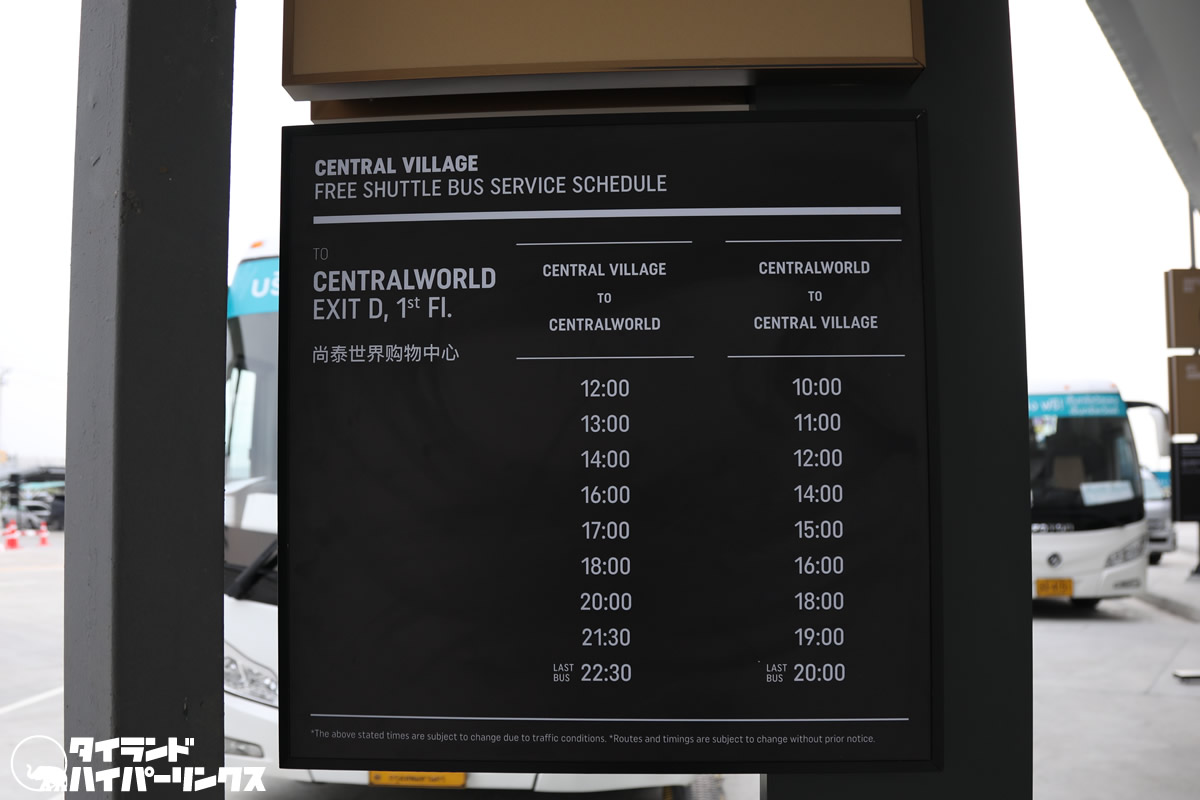 CENTRAL VILLAGE
FREE SHUTTLE BUS SERVICE SCHEDULE
TO
CENTRALWORLD
EXIT D, 1st Fl.
尚泰世界购物中心
CENTRAL VILLAGE
TO
CENTRALWORLD
12:00
13:00
14:00
16:00
17:00
18:00
20:00
21:30
LAST BUS 22:30
CENTRALWORLD
TO
CENTRAL VILLAGE
10:00
11:00
12:00
14:00
15:00
16:00
18:00
19:00
LAST BUS 20:00
*The above stated times are subject to change due to traffic conditions. *Routes and timings are subject to change without prior notice.
タイランド
ハイパーリンクス